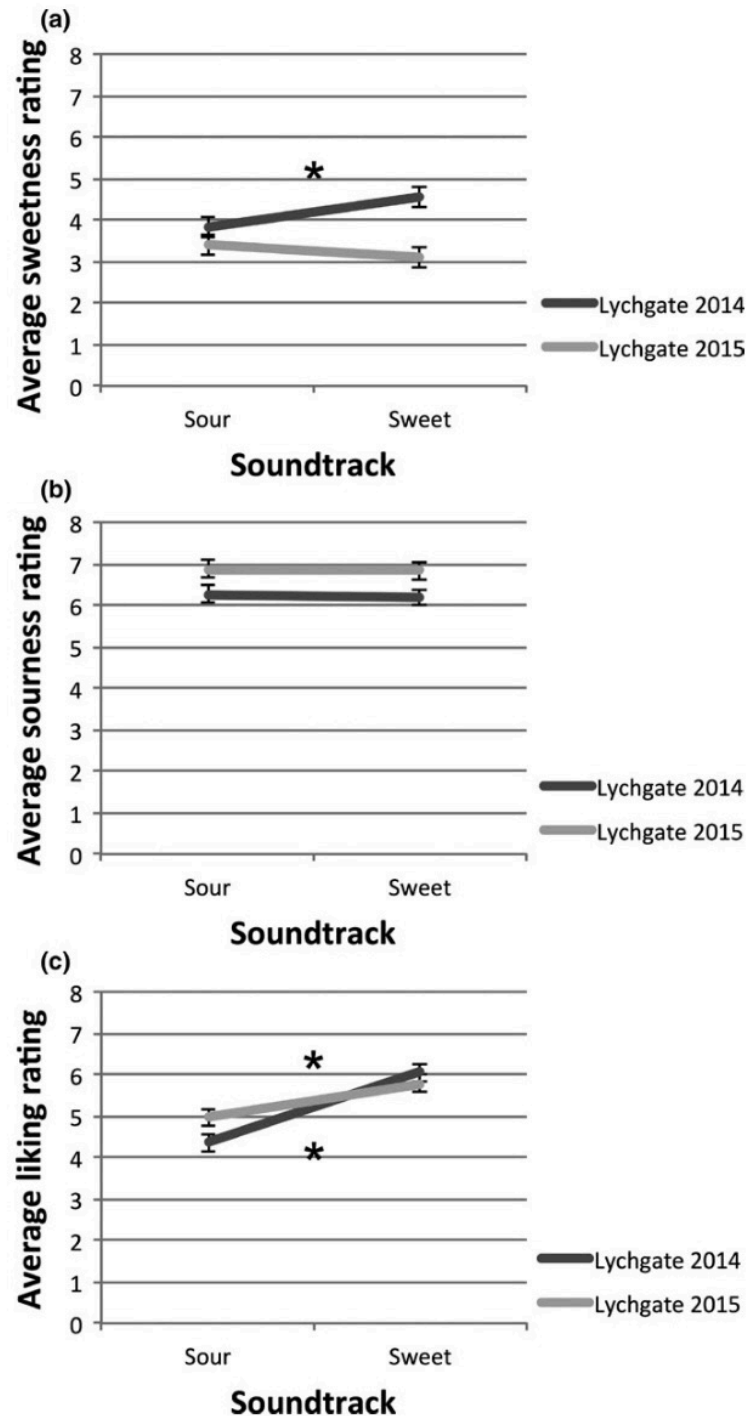 (a)
Average sweetness rating
8
7
6
5
4
3
2
1
0
*
Sour Sweet
Soundtrack
Lychgate 2014
Lychgate 2015
(b)
Average sourness rating
8
7
6
5
4
3
2
1
0
Sour Sweet
Soundtrack
Lychgate 2014
Lychgate 2015
(c)
Average liking rating
8
7
6
5
4
3
2
1
0
*
*
Sour Sweet
Soundtrack
Lychgate 2014
Lychgate 2015